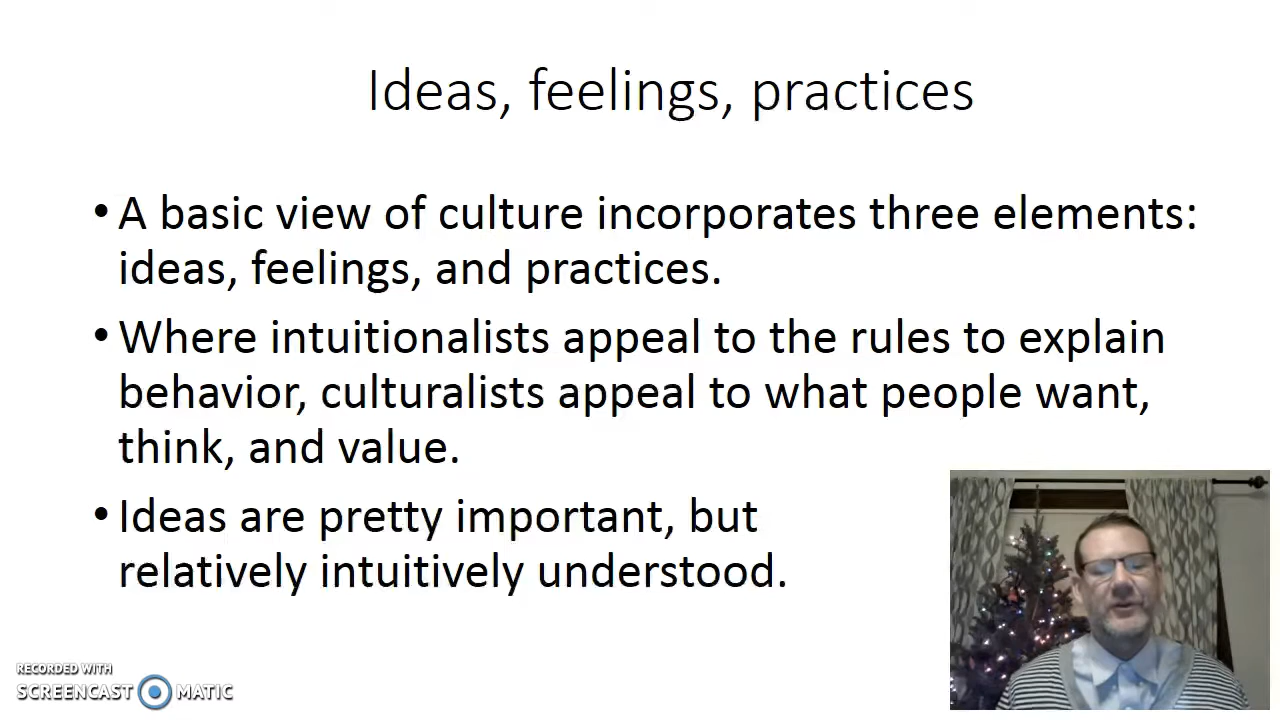 Ideas, feelings, practices
• A basic view of culture incorporates three elements:
ideas, feelings, and practices.
• Where intuitionalists appeal to the rules to explain
behavior, culturalists appeal to what people want,
think, and value.
• Ideas are pretty important, but
relatively intuitively understood.
RECORDED WITH
SCREENCAST MATIC